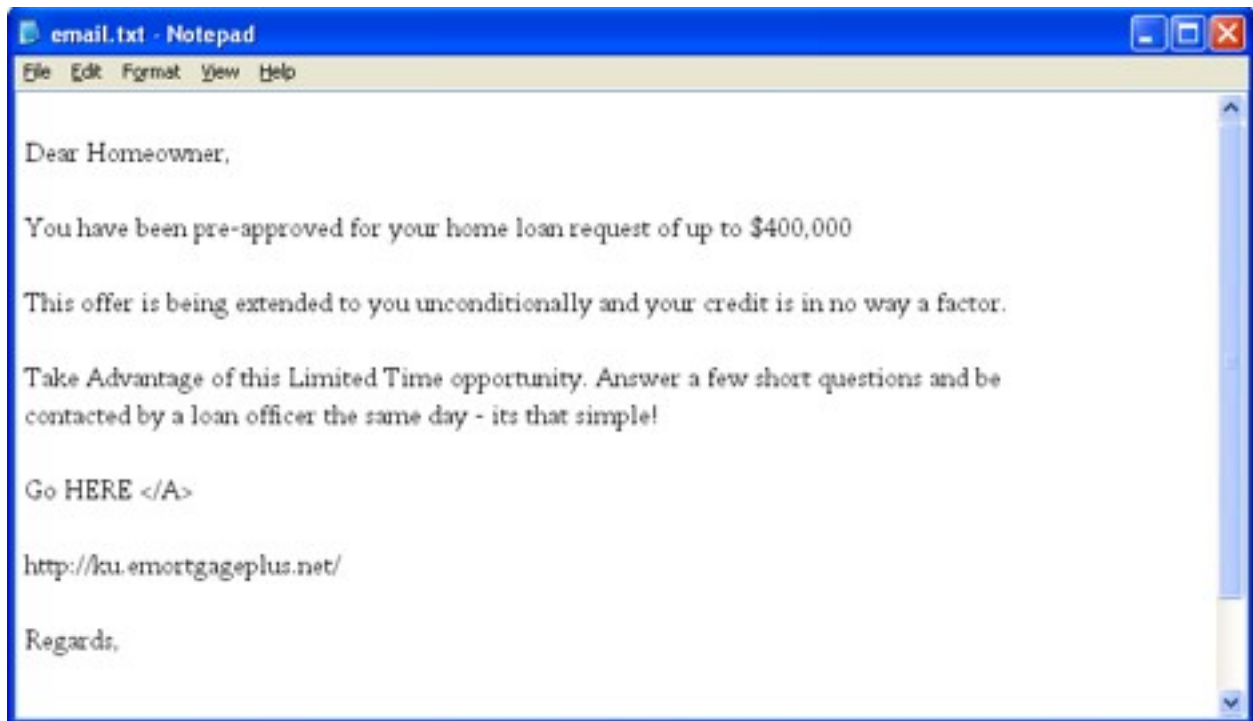 email.txt - Notepad
File Edit Format View Help
Dear Homeowner,
You have been pre-approved for your home loan request of up to $400,000
This offer is being extended to you unconditionally and your credit is in no way a factor.
Take Advantage of this Limited Time opportunity. Answer a few short questions and be
contacted by a loan officer the same day - its that simple!
Go HERE </A>
http://ku.emortgageplus.net/
Regards,